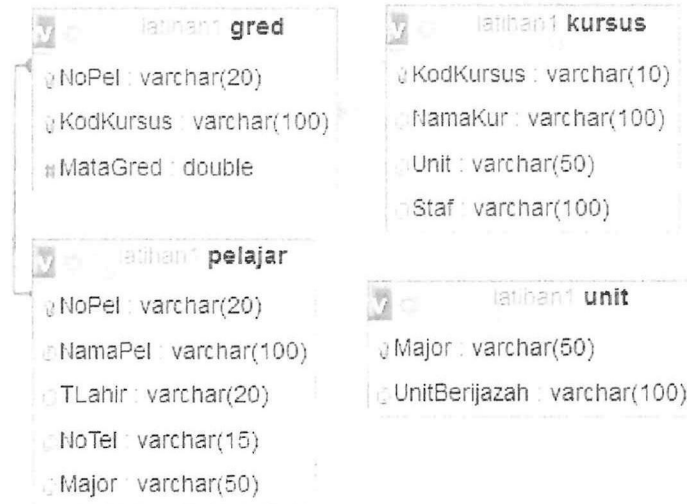 latihan1 gred
NoPel : varchar(20)
KodKursus : varchar(100)
# MataGred : double
latihan1 kursus
KodKursus : varchar(10)
NamaKur : varchar(100)
Unit : varchar(50)
Staf : varchar(100)
latihan1 pelajar
NoPel : varchar(20)
NamaPel : varchar(100)
TLahir : varchar(20)
NoTel : varchar(15)
Major : varchar(50)
latihan1 unit
Major : varchar(50)
UnitBerijazah : varchar(100)